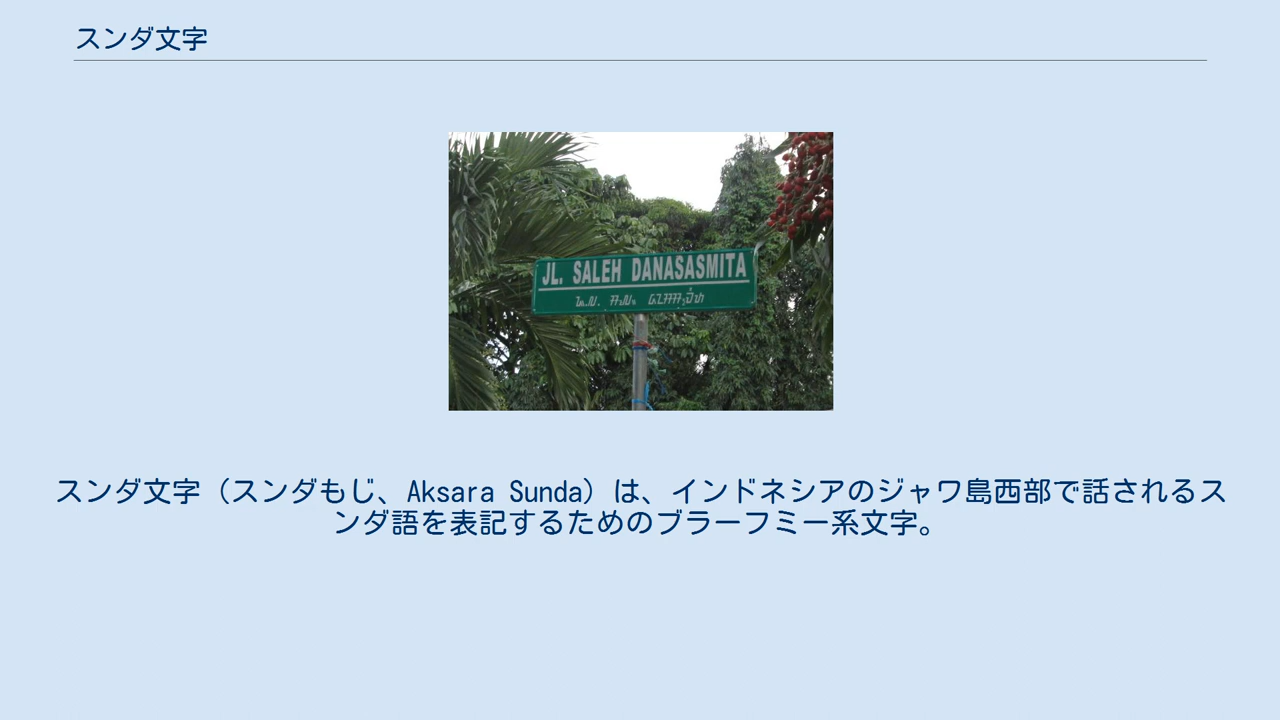 スンダ文字
JL. SALEH DANASASMITA
スンダ文字（スンダもじ、Aksara Sunda）は、インドネシアのジャワ島西部で話されるス
ンダ語を表記するためのブラーフミー系文字。